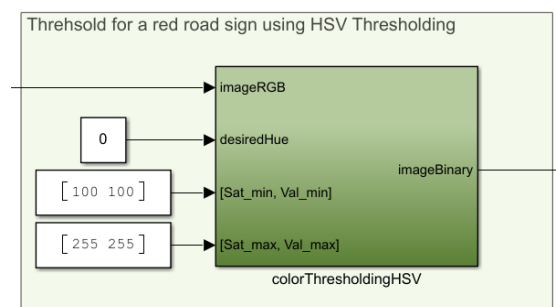 Threhsold for a red road sign using HSV Thresholding
imageRGB
0
desiredHue
imageBinary
[100 100]
[Sat_min, Val_min]
[255 255]
[Sat_max, Val_max]
colorThresholdingHSV